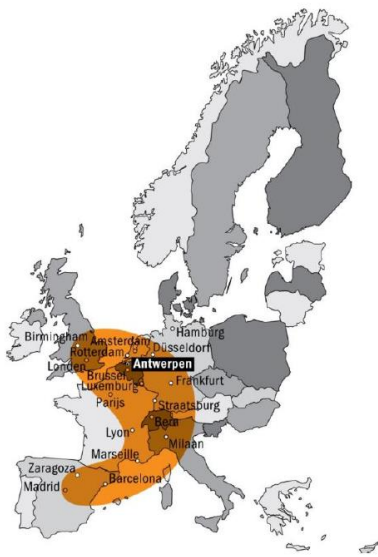 Hamburg
Birmingham
Amsterdam
Düsseldorf
Rotterdam
Antwerpen
Londen
Brussel
Luxemburg
Frankfurt
Parijs
Straatsburg
Bern
Lyon
Milaan
Marseille
Zaragoza
Barcelona
Madrid